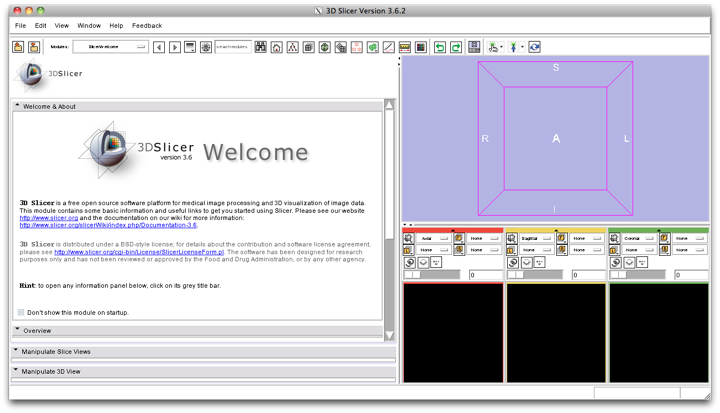 3D Slicer Version 3.6.2
File Edit View Window Help Feedback
Modules: SlicerWelcome
3DSlicer
Welcome & About
3DSlicer
version 3.6
Welcome
3D Slicer is a free open source software platform for medical image processing and 3D visualization of image data.
This module contains some basic information and useful links to get you started using Slicer. Please see our website
http://www.slicer.org and the documentation on our wiki for more information:
http://www.slicer.org/slicerWiki/index.php/Documentation-3.6.
3D Slicer is distributed under a BSD-style license; for details about the contribution and software license agreement,
please see http://www.slicer.org/cgi-bin/License/SlicerLicenseForm.pl. The software has been designed for research
purposes only and has not been reviewed or approved by the Food and Drug Administration, or by any other agency.
Hint: to open any information panel below, click on its grey title bar.
Don't show this module on startup.
Overview
Manipulate Slice Views
Manipulate 3D View
S
R A L
I
Axial None Sagittal None Coronal None
None None None None None None
0 0 0